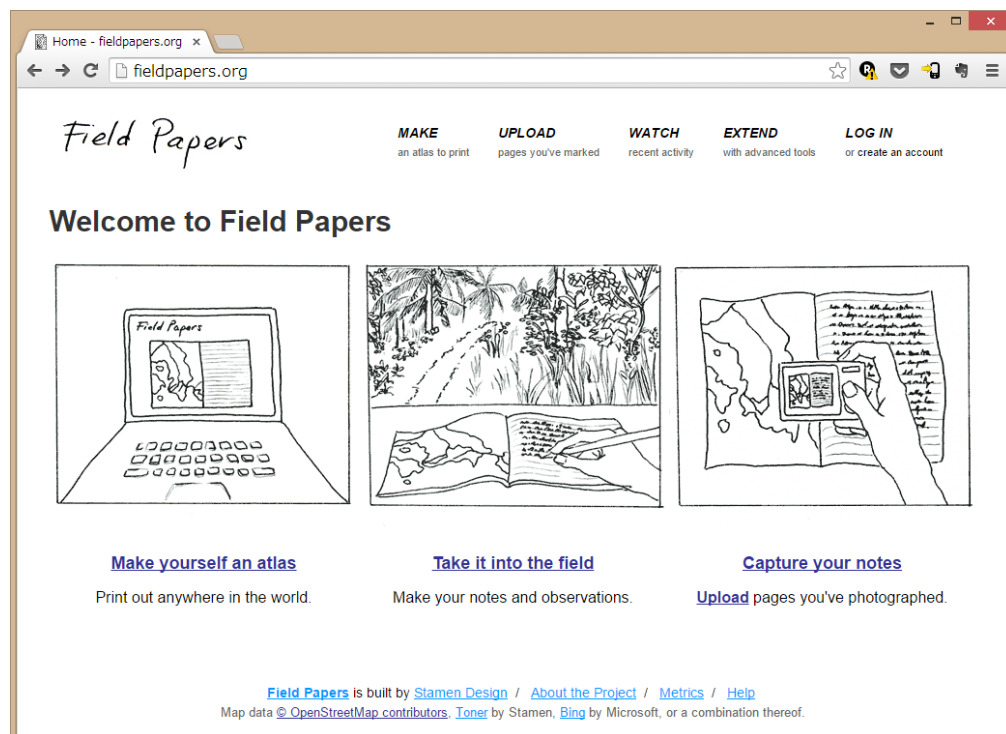 Home - fieldpapers.org
fieldpapers.org
Field Papers
MAKE
an atlas to print
UPLOAD
pages you've marked
WATCH
recent activity
EXTEND
with advanced tools
LOG IN
or create an account
Welcome to Field Papers
Field Papers
Make yourself an atlas
Print out anywhere in the world.
Take it into the field
Make your notes and observations.
Capture your notes
Upload pages you've photographed.
Field Papers is built by Stamen Design / About the Project / Metrics / Help
Map data © OpenStreetMap contributors, Toner by Stamen, Bing by Microsoft, or a combination thereof.